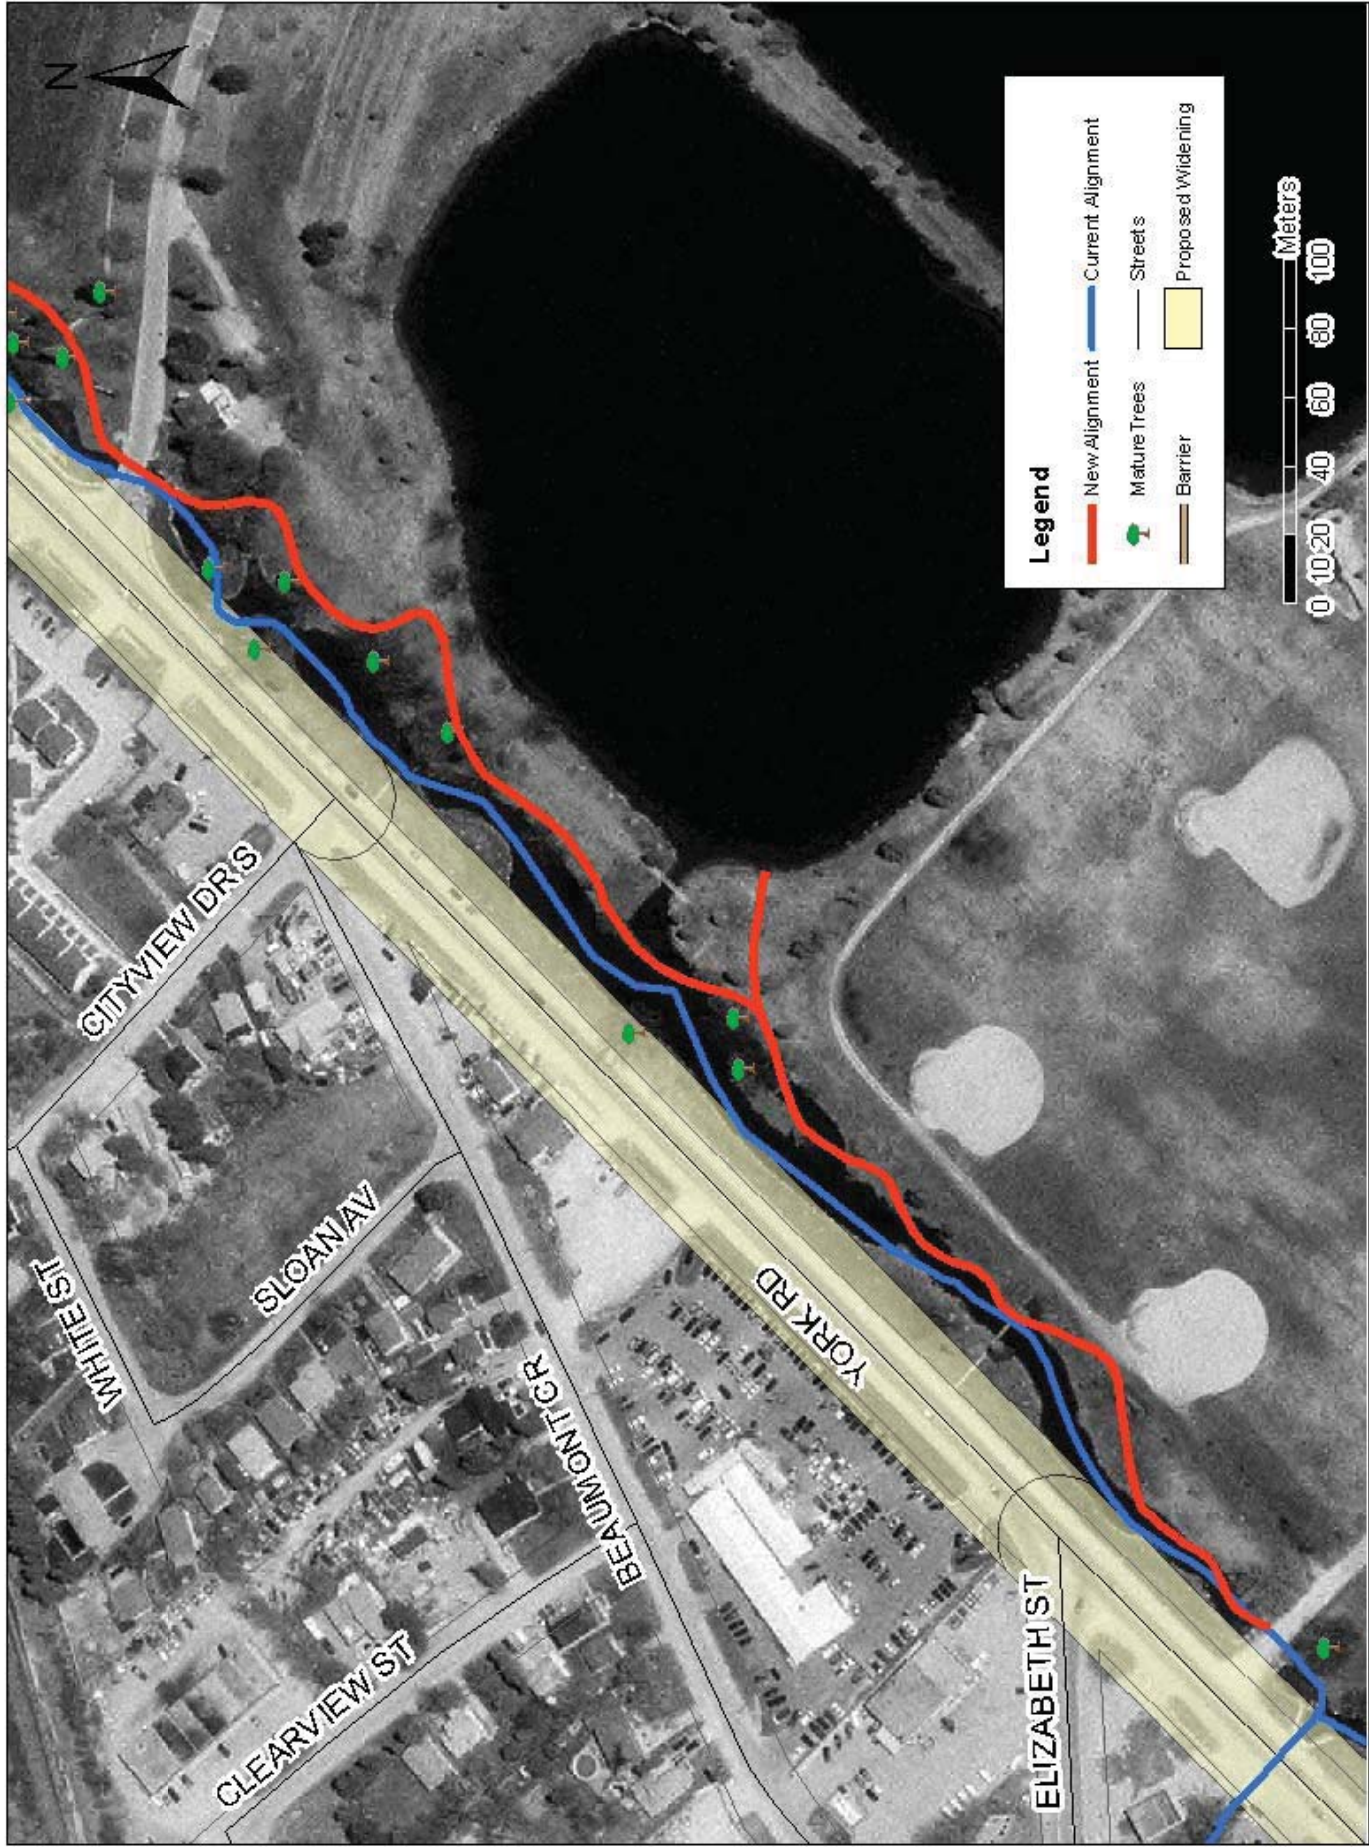 N
CITYVIEW DR S
WHITE ST
SLOAN AV
BEAUMONT CR
YORK RD
CLEARVIEW ST
ELIZABETH ST
Legend
New Alignment
Current Alignment
Mature Trees
Streets
Barrier
Proposed Widening
Meters
0 10 20 40 60 80 100